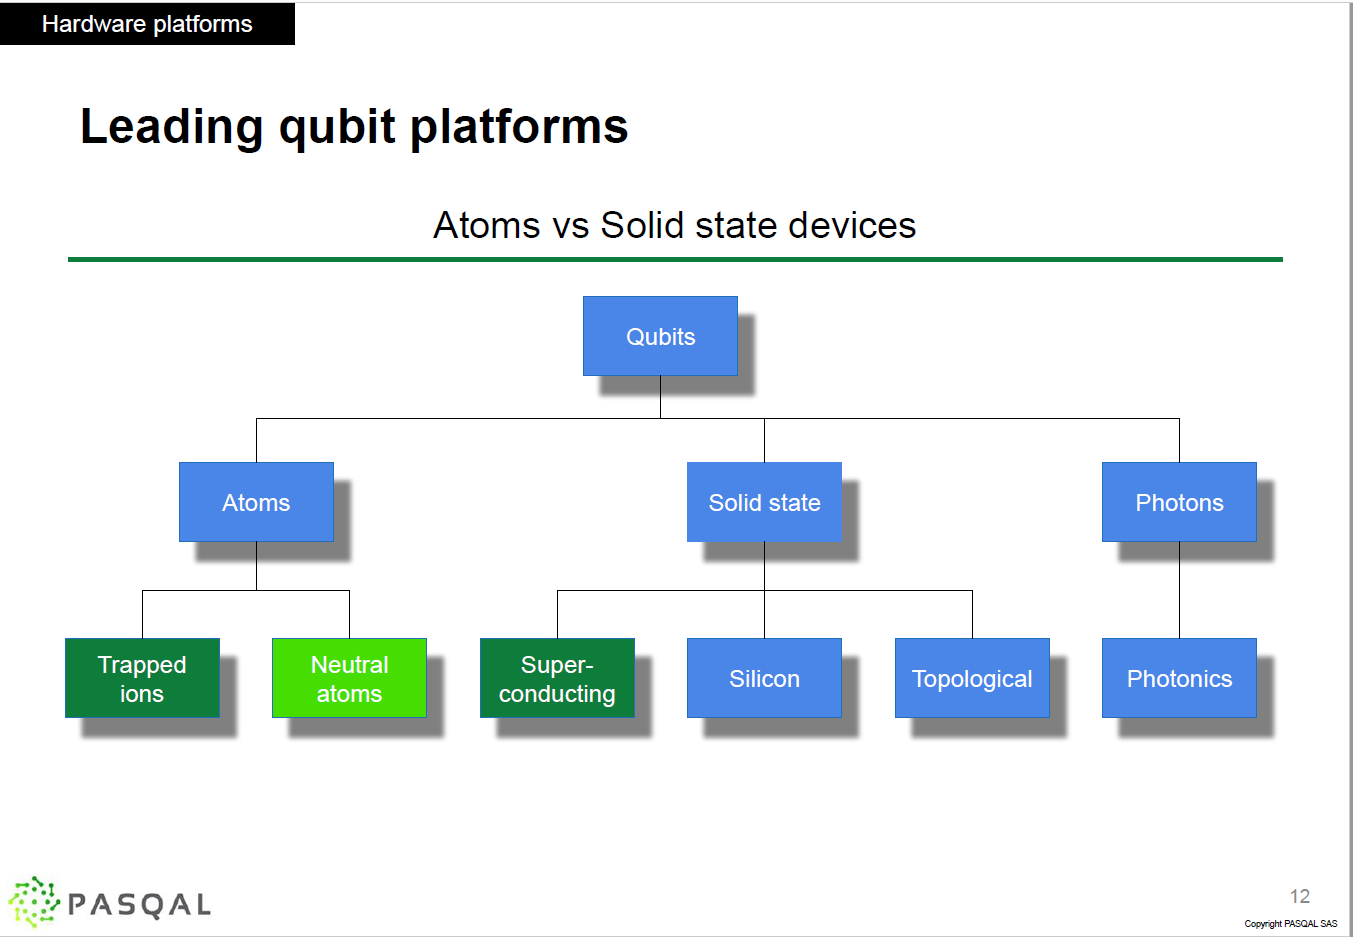 Hardware platforms
Leading qubit platforms
Atoms vs Solid state devices
Qubits
Atoms
Solid state
Photons
Trapped
ions
Neutral
atoms
Super-
conducting
Silicon
Topological
Photonics
PASQAL
12
Copyright PASQAL SAS